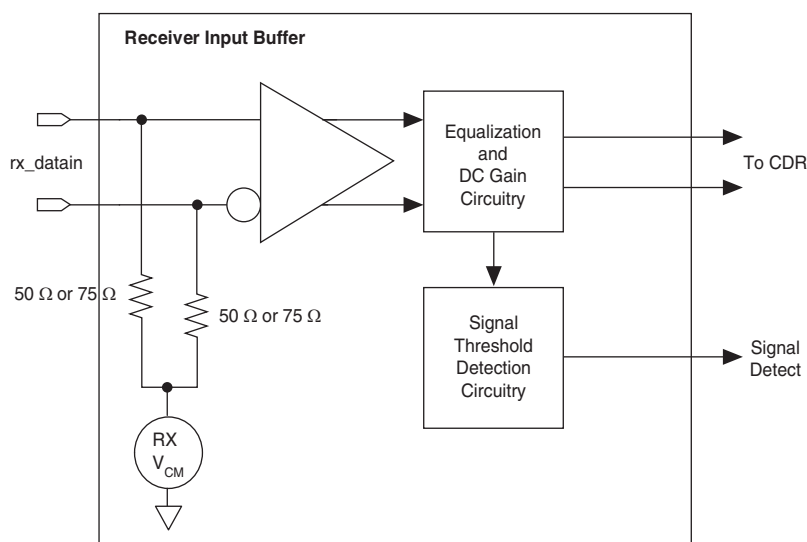 Receiver Input Buffer
rx_datain
Equalization
and
DC Gain
Circuitry
To CDR
50 Ω or 75 Ω
50 Ω or 75 Ω
Signal
Threshold
Detection
Circuitry
Signal
Detect
RX
V_CM